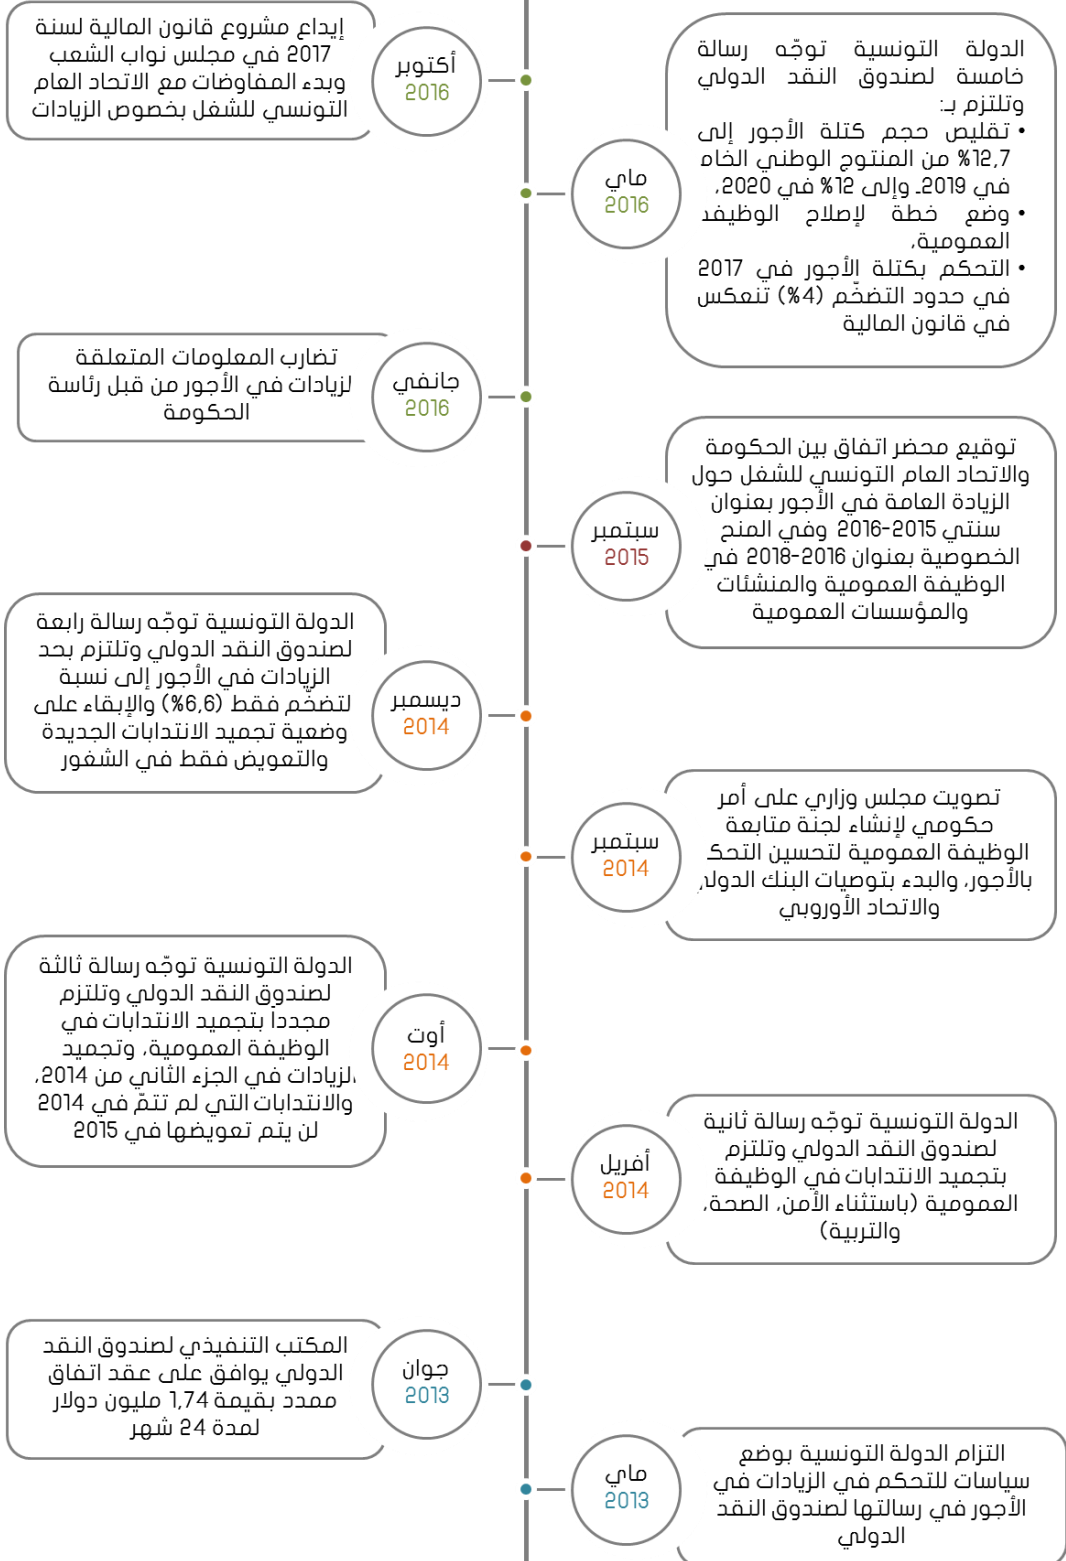 إيداع مشروع قانون المالية لسنة
2017 في مجلس نواب الشعب
وبدء المفاوضات مع الاتحاد العام
التونسي للشغل بخصوص الزيادات
أكتوبر
2016
الدولة التونسية توجّه رسالة
خامسة لصندوق النقد الدولي
وتلتزم بـ:
• تقليص حجم كتلة الأجور إلى
12,7% من المنتوج الوطني الخام
في 2019ـ وإلى 12% في 2020،
• وضع خطة لإصلاح الوظيفة
العمومية،
• التحكم بكتلة الأجور في 2017
في حدود التضخّم (4%) تنعكس
في قانون المالية
ماي
2016
تضارب المعلومات المتعلقة
لزيادات في الأجور من قبل رئاسة
الحكومة
جانفي
2016
توقيع محضر اتفاق بين الحكومة
والاتحاد العام التونسي للشغل حول
الزيادة العامة في الأجور بعنوان
سنتي 2015-2016 وفي المنح
الخصوصية بعنوان 2016-2018 في
الوظيفة العمومية والمنشئات
والمؤسسات العمومية
سبتمبر
2015
الدولة التونسية توجّه رسالة رابعة
لصندوق النقد الدولي وتلتزم بحد
الزيادات في الأجور إلى نسبة
لتضخّم فقط (6,6%) والإبقاء على
وضعية تجميد الانتدابات الجديدة
والتعويض فقط في الشغور
ديسمبر
2014
تصويت مجلس وزاري على أمر
حكومي لإنشاء لجنة متابعة
الوظيفة العمومية لتحسين التحكـ
بالأجور، والبدء بتوصيات البنك الدولي
والاتحاد الأوروبي
سبتمبر
2014
الدولة التونسية توجّه رسالة ثالثة
لصندوق النقد الدولي وتلتزم
مجدداً بتجميد الانتدابات في
الوظيفة العمومية، وتجميد
الزيادات في الجزء الثاني من 2014،
والانتدابات التي لم تتمّ في 2014
لن يتم تعويضها في 2015
أوت
2014
الدولة التونسية توجّه رسالة ثانية
لصندوق النقد الدولي وتلتزم
بتجميد الانتدابات في الوظيفة
العمومية (باستثناء الأمن، الصحة،
والتربية)
أفريل
2014
المكتب التنفيذي لصندوق النقد
الدولي يوافق على عقد اتفاق
ممدد بقيمة 1,74 مليون دولار
لمدة 24 شهر
جوان
2013
التزام الدولة التونسية بوضع
سياسات للتحكم في الزيادات في
الأجور في رسالتها لصندوق النقد
الدولي
ماي
2013